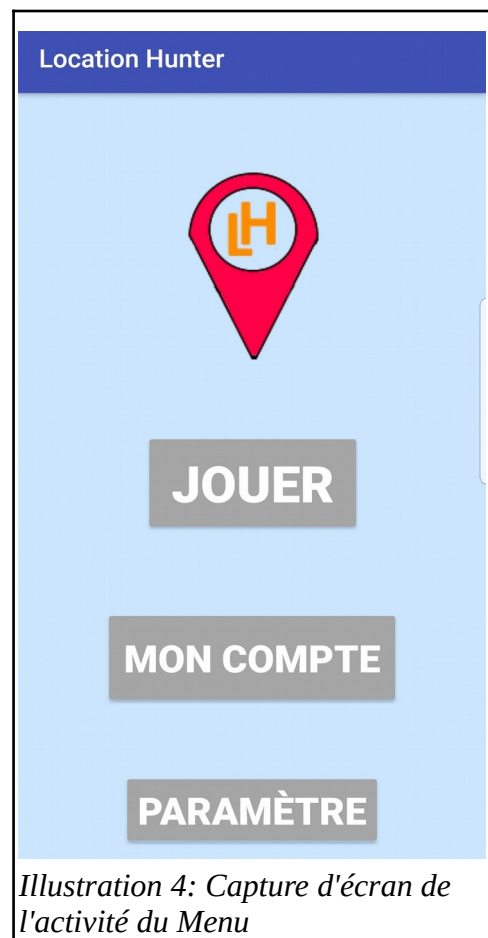 Location Hunter
LH
JOUER
MON COMPTE
PARAMÈTRE
Illustration 4: Capture d'écran de
l'activité du Menu